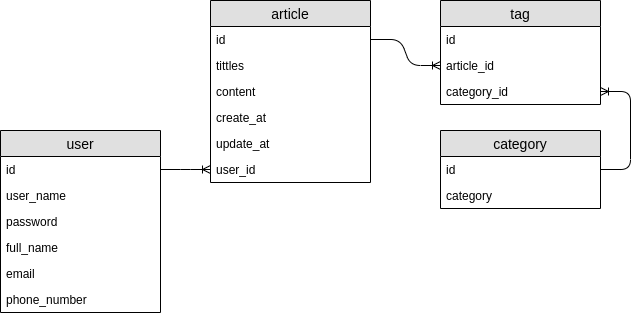 article
id
tittles
content
create_at
update_at
user_id
tag
id
article_id
category_id
user
id
user_name
password
full_name
email
phone_number
category
id
category